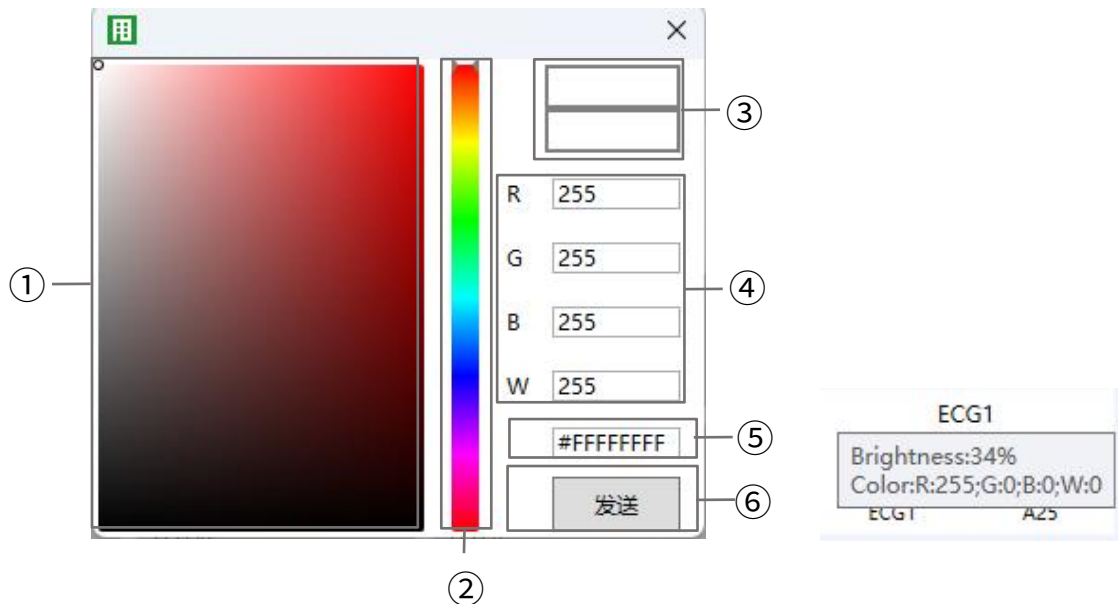 ①
②
③
④
⑤
⑥
R 255
G 255
B 255
W 255
#FFFFFFFF
发送
ECG1
Brightness:34%
Color:R:255;G:0;B:0;W:0
ECG1 A25